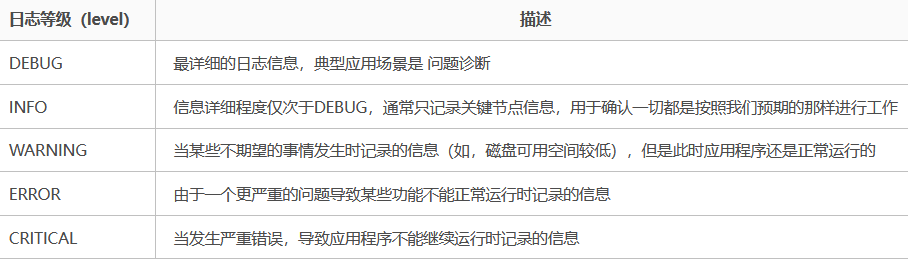 日志等级（level） 描述
DEBUG 最详细的日志信息，典型应用场景是 问题诊断
INFO 信息详细程度仅次于DEBUG，通常只记录关键节点信息，用于确认一切都是按照我们预期的那样进行工作
WARNING 当某些不期望的事情发生时记录的信息（如，磁盘可用空间较低），但是此时应用程序还是正常运行的
ERROR 由于一个更严重的问题导致某些功能不能正常运行时记录的信息
CRITICAL 当发生严重错误，导致应用程序不能继续运行时记录的信息